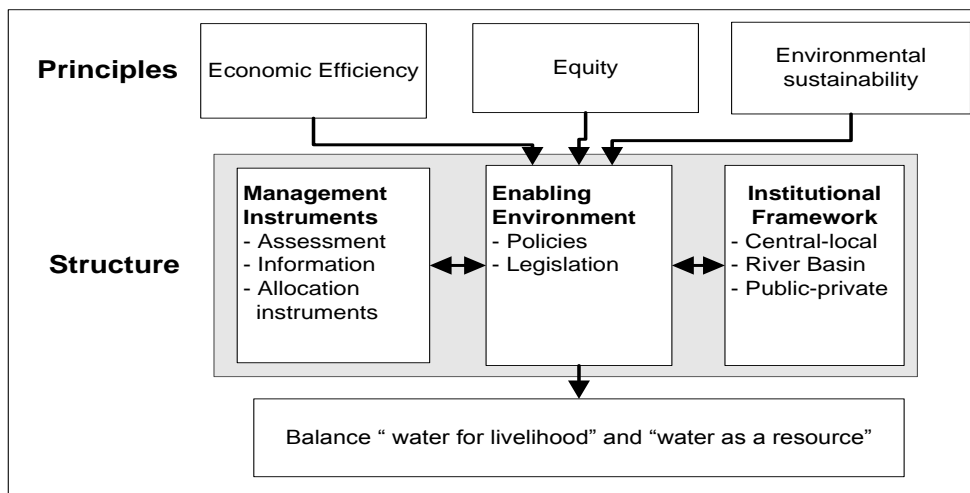 Principles
Economic Efficiency
Equity
Environmental
sustainability
Structure
Management
Instruments
- Assessment
- Information
- Allocation
instruments
Enabling
Environment
- Policies
- Legislation
Institutional
Framework
- Central-local
- River Basin
- Public-private
Balance “ water for livelihood” and “water as a resource”